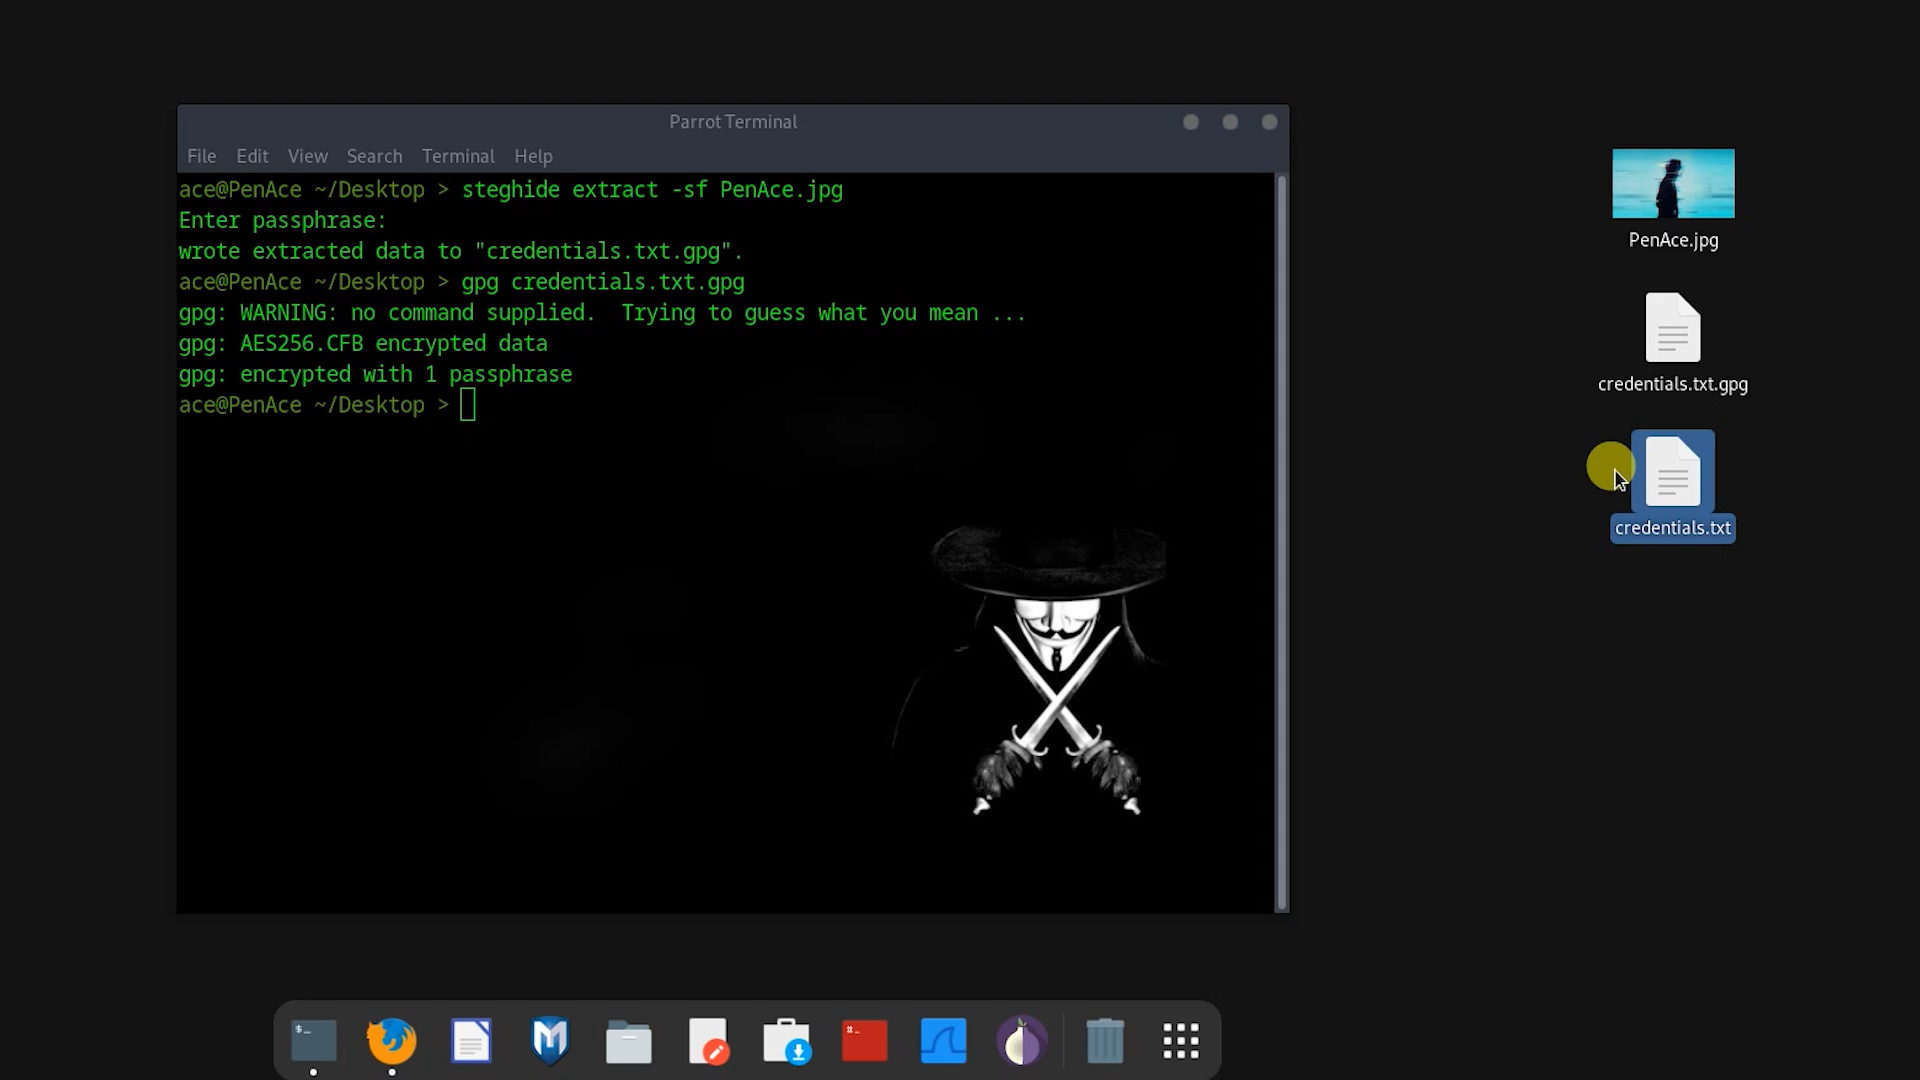 Parrot Terminal
File Edit View Search Terminal Help
ace@PenAce ~/Desktop > steghide extract -sf PenAce.jpg
Enter passphrase:
wrote extracted data to "credentials.txt.gpg".
ace@PenAce ~/Desktop > gpg credentials.txt.gpg
gpg: WARNING: no command supplied.  Trying to guess what you mean ...
gpg: AES256.CFB encrypted data
gpg: encrypted with 1 passphrase
ace@PenAce ~/Desktop >
PenAce.jpg
credentials.txt.gpg
credentials.txt
$_
#_